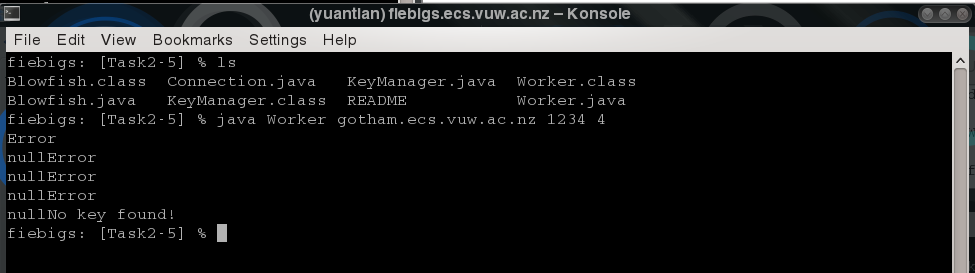 (yuantian) fiebigs.ecs.vuw.ac.nz – Konsole
File Edit View Bookmarks Settings Help
fiebigs: [Task2-5] % ls
Blowfish.class  Connection.java   KeyManager.java  Worker.class
Blowfish.java   KeyManager.class  README           Worker.java
fiebigs: [Task2-5] % java Worker gotham.ecs.vuw.ac.nz 1234 4
Error
nullError
nullError
nullError
nullNo key found!
fiebigs: [Task2-5] %